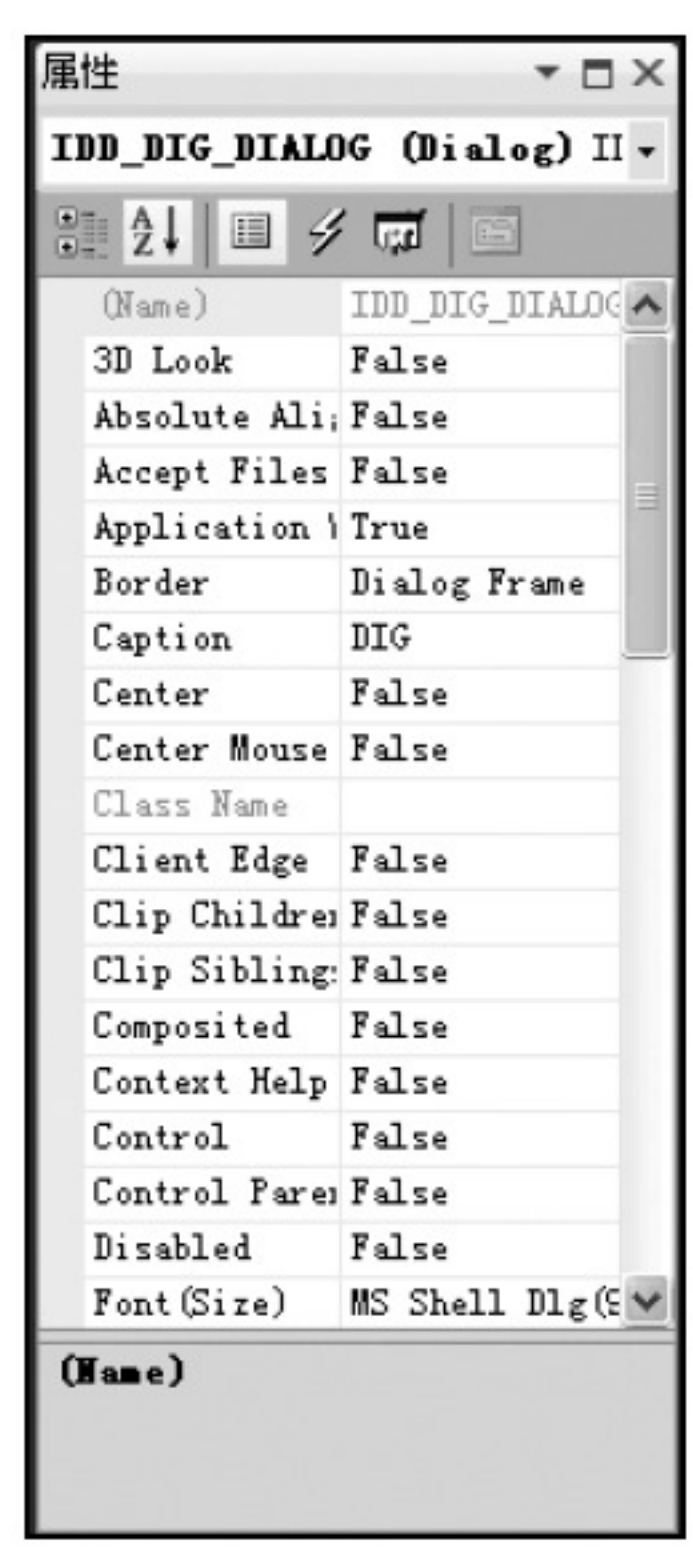 属性
IDD_DIG_DIALOG (Dialog) II
(Name) IDD_DIG_DIALOG
3D Look False
Absolute Ali False
Accept Files False
Application True
Border Dialog Frame
Caption DIG
Center False
Center Mouse False
Class Name
Client Edge False
Clip Childre False
Clip Sibling False
Composited False
Context Help False
Control False
Control Pare False
Disabled False
Font(Size) MS Shell Dlg(
(Name)